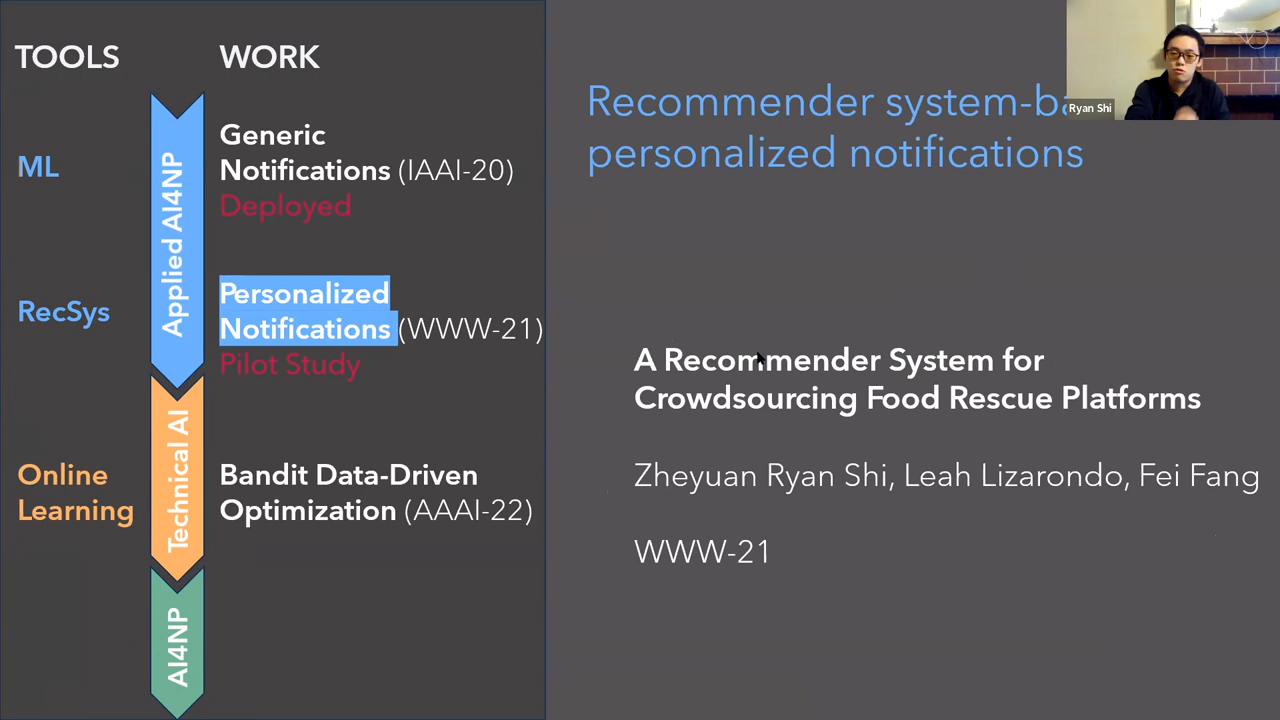 TOOLS
WORK
ML
Applied AI4NP
Generic
Notifications (IAAI-20)
Deployed
RecSys
Personalized
Notifications (WWW-21)
Pilot Study
Online
Learning
Technical AI
Bandit Data-Driven
Optimization (AAAI-22)
AI4NP
Recommender
personalized notifications
Ryan Shi
A Recommender System for
Crowdsourcing Food Rescue Platforms
Zheyuan Ryan Shi, Leah Lizarondo, Fei Fang
WWW-21